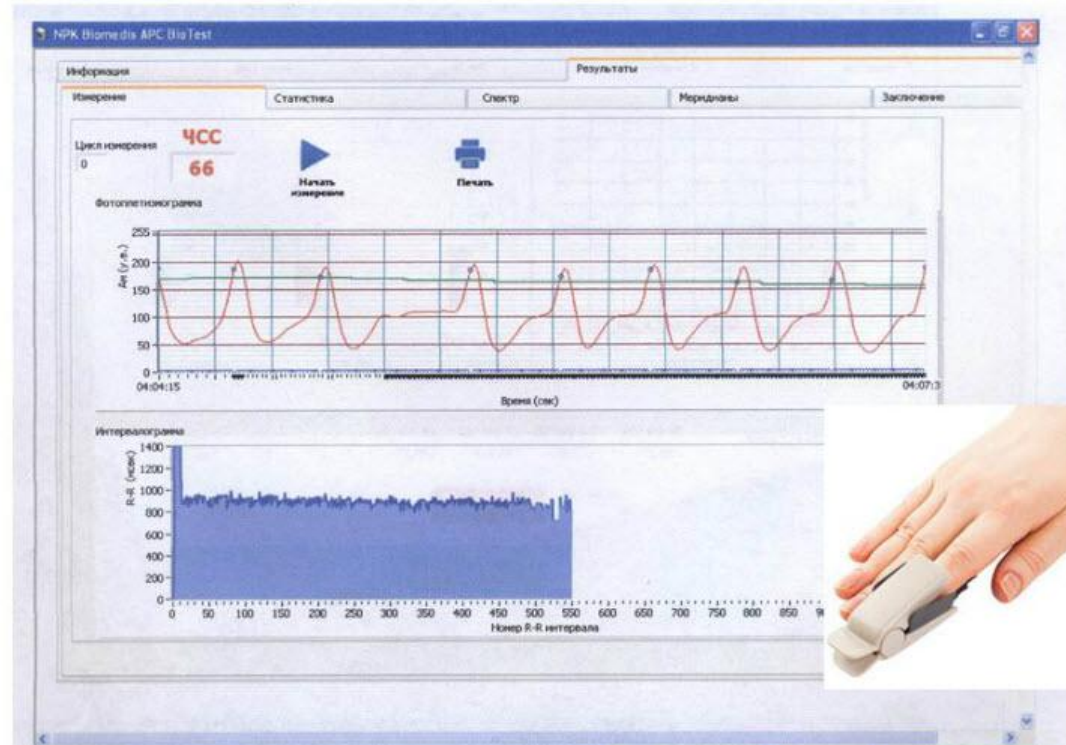 NPK Biomedis APC BioTest
Информация
Результаты
Измерение
Статистика
Спектр
Меридианы
Заключение
Цикл измерения
0
ЧСС
66
Начать
измерение
Печать
Фотоплетизмограмма
Ам (у.е.)
255
200
150
100
50
0
04:04:15
04:07:3
Время (сек)
Интервалограмма
R-R (мсек)
1400
1200
1000
800
600
400
200
0
0 50 100 150 200 250 300 350 400 450 500 550 600 650 700 750 800 850
Номер R-R интервала